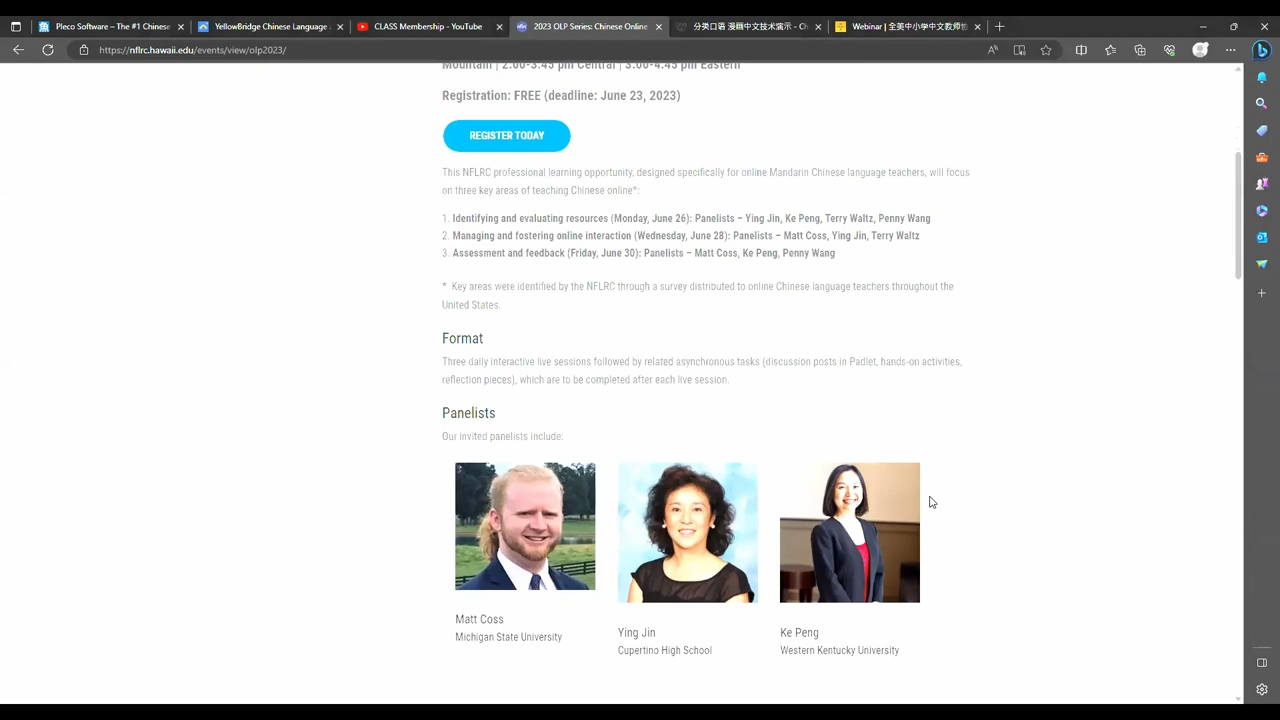 Pleco Software – The #1 Chinese
YellowBridge Chinese Language
CLASS Membership - YouTube
2023 OLP Series: Chinese Online
分类口语 漫画中文技术演示 - Ch
Webinar | 全美中小学中文教师协
https://nflrc.hawaii.edu/events/view/olp2023/
Mountain | 2:00-3:45 pm Central | 3:00-4:45 pm Eastern
Registration: FREE (deadline: June 23, 2023)
REGISTER TODAY
This NFLRC professional learning opportunity, designed specifically for online Mandarin Chinese language teachers, will focus
on three key areas of teaching Chinese online*:
1. Identifying and evaluating resources (Monday, June 26): Panelists – Ying Jin, Ke Peng, Terry Waltz, Penny Wang
2. Managing and fostering online interaction (Wednesday, June 28): Panelists – Matt Coss, Ying Jin, Terry Waltz
3. Assessment and feedback (Friday, June 30): Panelists – Matt Coss, Ke Peng, Penny Wang
* Key areas were identified by the NFLRC through a survey distributed to online Chinese language teachers throughout the
United States.
Format
Three daily interactive live sessions followed by related asynchronous tasks (discussion posts in Padlet, hands-on activities,
reflection pieces), which are to be completed after each live session.
Panelists
Our invited panelists include:
Matt Coss
Michigan State University
Ying Jin
Cupertino High School
Ke Peng
Western Kentucky University